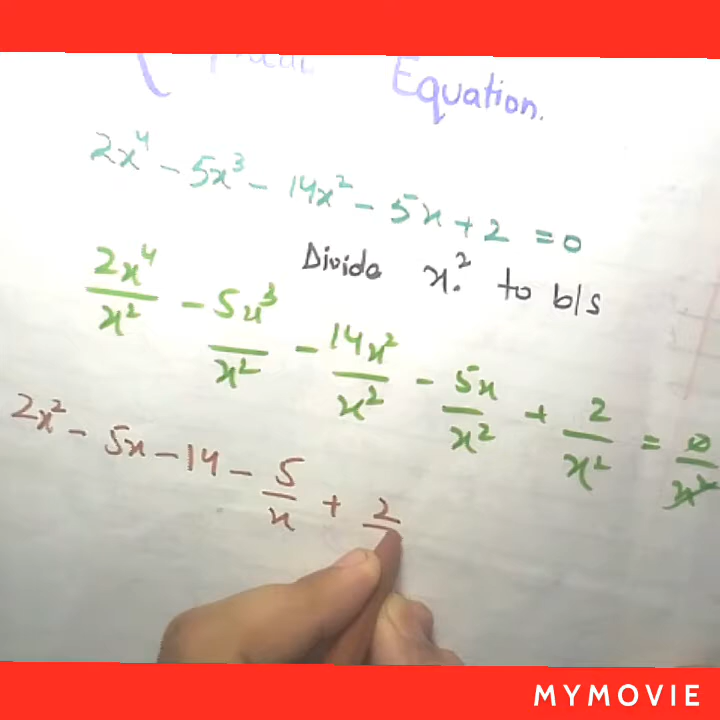 Equation.
2x⁴ - 5x³ - 14x² - 5x + 2 = 0
Divide x.² to b/s
2x⁴/x² - 5x³/x² - 14x²/x² - 5x/x² + 2/x² = 0/x²
2x² - 5x - 14 - 5/x + 2/
MYMOVIE